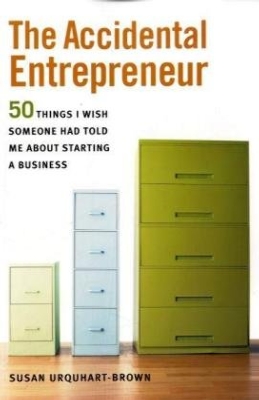 The Accidental
Entrepreneur
50 THINGS I WISH
SOMEONE HAD TOLD
ME ABOUT STARTING
A BUSINESS
SUSAN URQUHART-BROWN